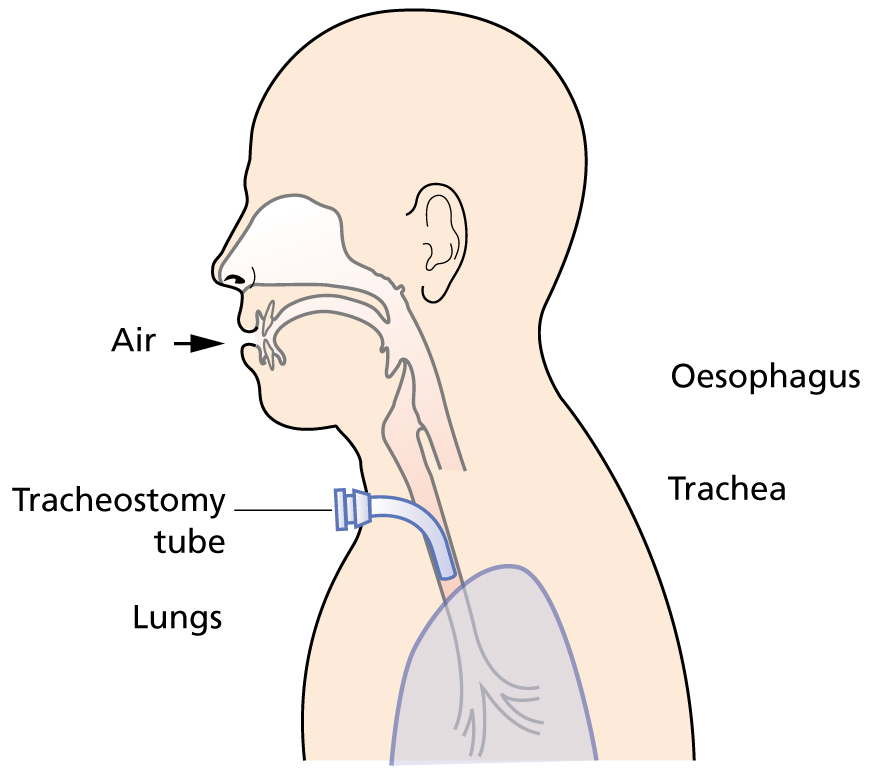 Air
Oesophagus
Trachea
Tracheostomy
tube
Lungs